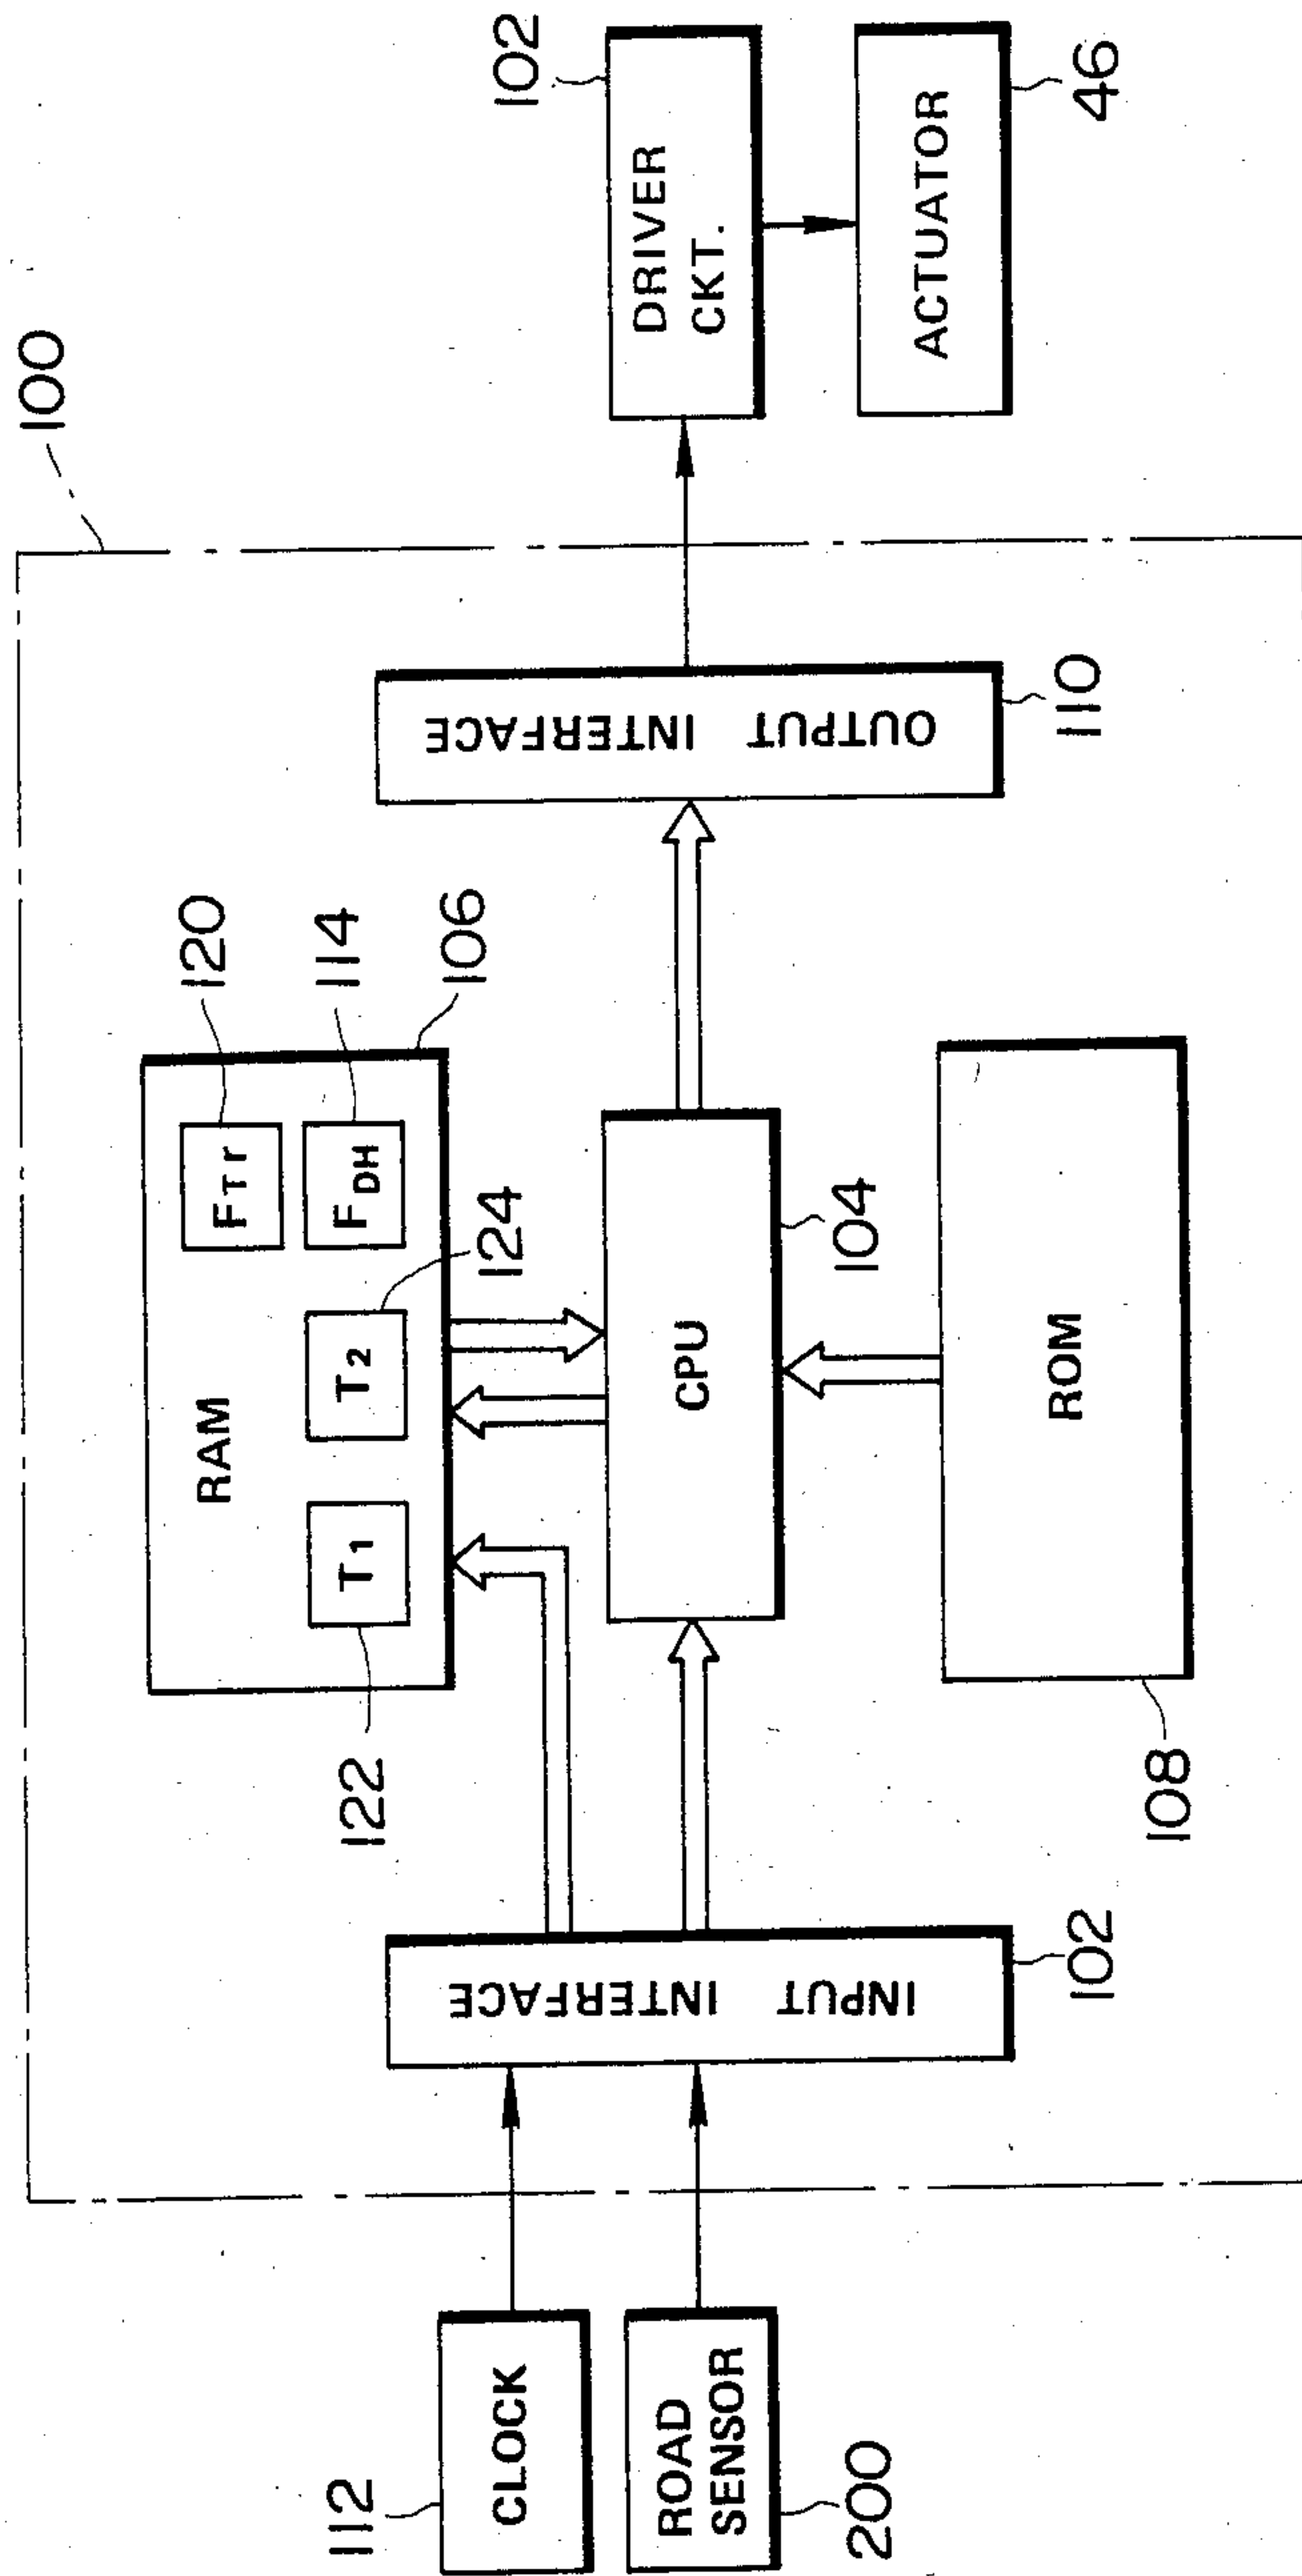 100
112
CLOCK
ROAD
SENSOR
200
INPUT INTERFACE
102
RAM
106
T1
122
T2
124
FTr
120
FDH
114
CPU
104
ROM
108
OUTPUT INTERFACE
110
DRIVER
CKT.
102
ACTUATOR
46